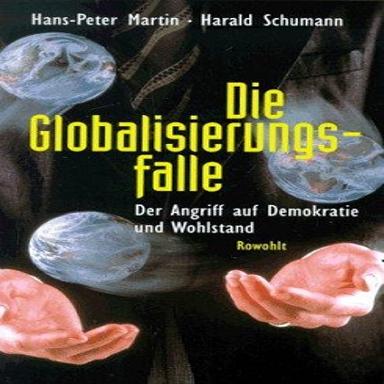 Hans-Peter Martin · Harald Schumann
Die
Globalisierungs-
falle
Der Angriff auf Demokratie
und Wohlstand
Rowohlt